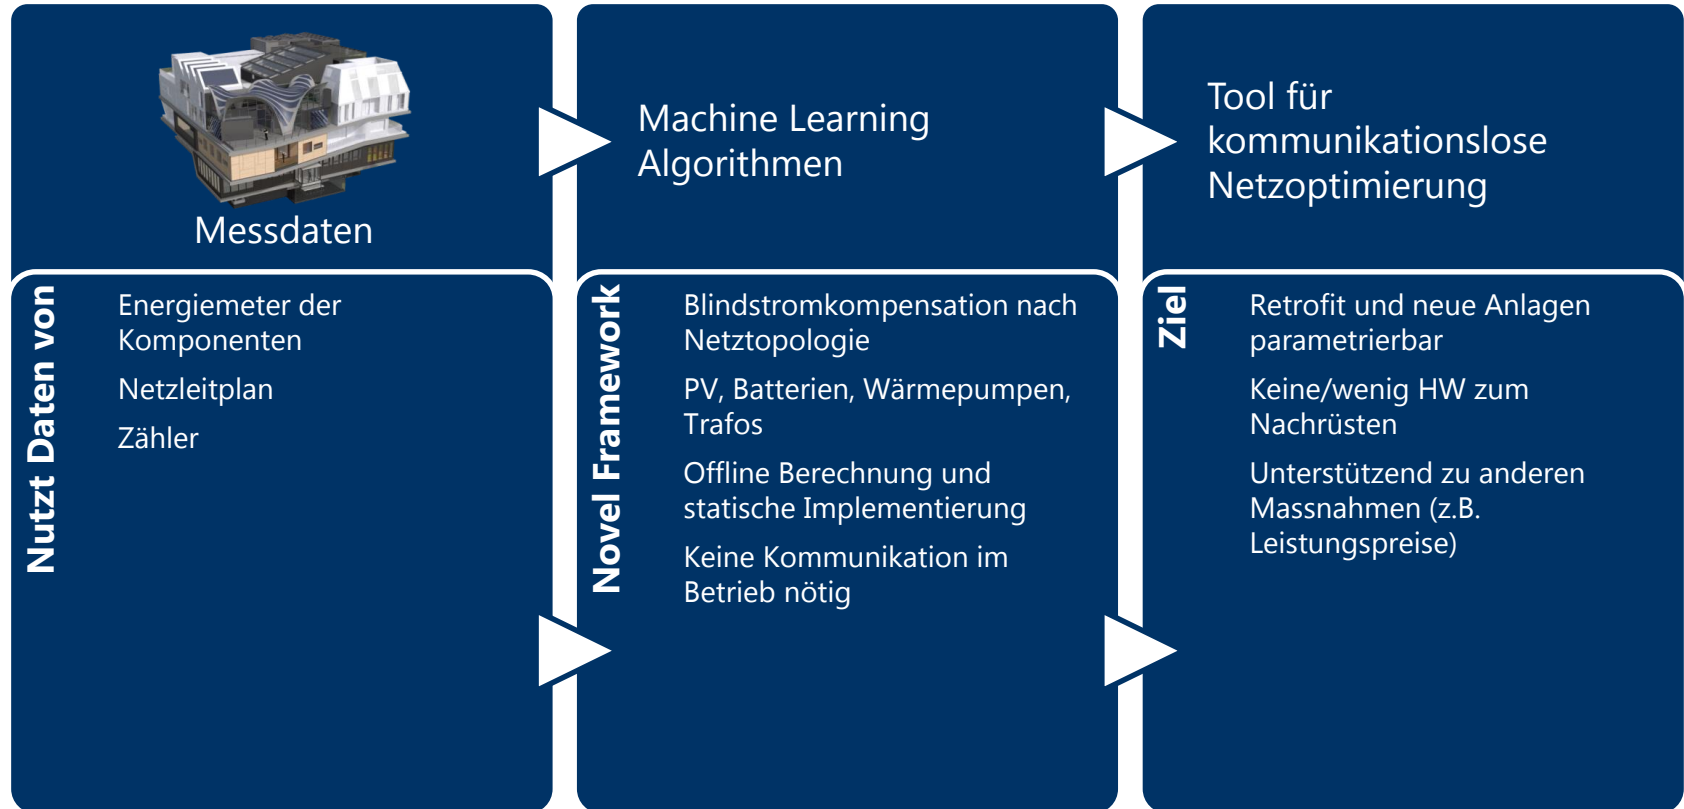 Messdaten
Nutzt Daten von
Energiemeter der
Komponenten
Netzleitplan
Zähler
Machine Learning
Algorithmen
Novel Framework
Blindstromkompensation nach
Netztopologie
PV, Batterien, Wärmepumpen,
Trafos
Offline Berechnung und
statische Implementierung
Keine Kommunikation im
Betrieb nötig
Tool für
kommunikationslose
Netzoptimierung
Ziel
Retrofit und neue Anlagen
parametrierbar
Keine/wenig HW zum
Nachrüsten
Unterstützend zu anderen
Massnahmen (z.B.
Leistungspreise)